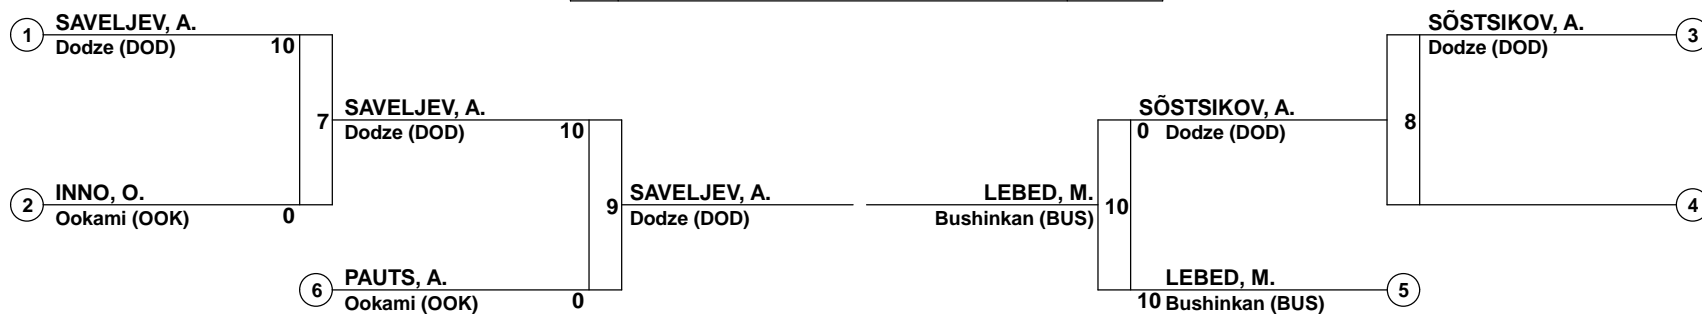 SAVELJEV, A.
1
Dodze (DOD)
10
7
INNO, O.
2
Ookami (OOK)
0
SAVELJEV, A.
Dodze (DOD)
10
9
PAUTS, A.
6
Ookami (OOK)
0
SAVELJEV, A.
Dodze (DOD)
LEBED, M.
Bushinkan (BUS)
10
SÕSTSIKOV, A.
0 Dodze (DOD)
LEBED, M.
5
10 Bushinkan (BUS)
8
SÕSTSIKOV, A.
3
Dodze (DOD)
4